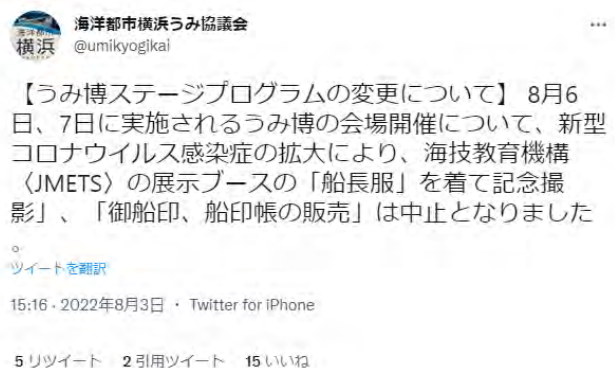 海洋都市横浜うみ協議会
@umikyogikai
【うみ博ステージプログラムの変更について】 8月6
日、7日に実施されるうみ博の会場開催について、新型
コロナウイルス感染症の拡大により、海技教育機構
〈JMETS〉の展示ブースの「船長服」を着て記念撮
影」、「御船印、船印帳の販売」は中止となりました
。
ツイートを翻訳
15:16 · 2022年8月3日 · Twitter for iPhone
5 リツイート 2 引用ツイート 15 いいね
横浜